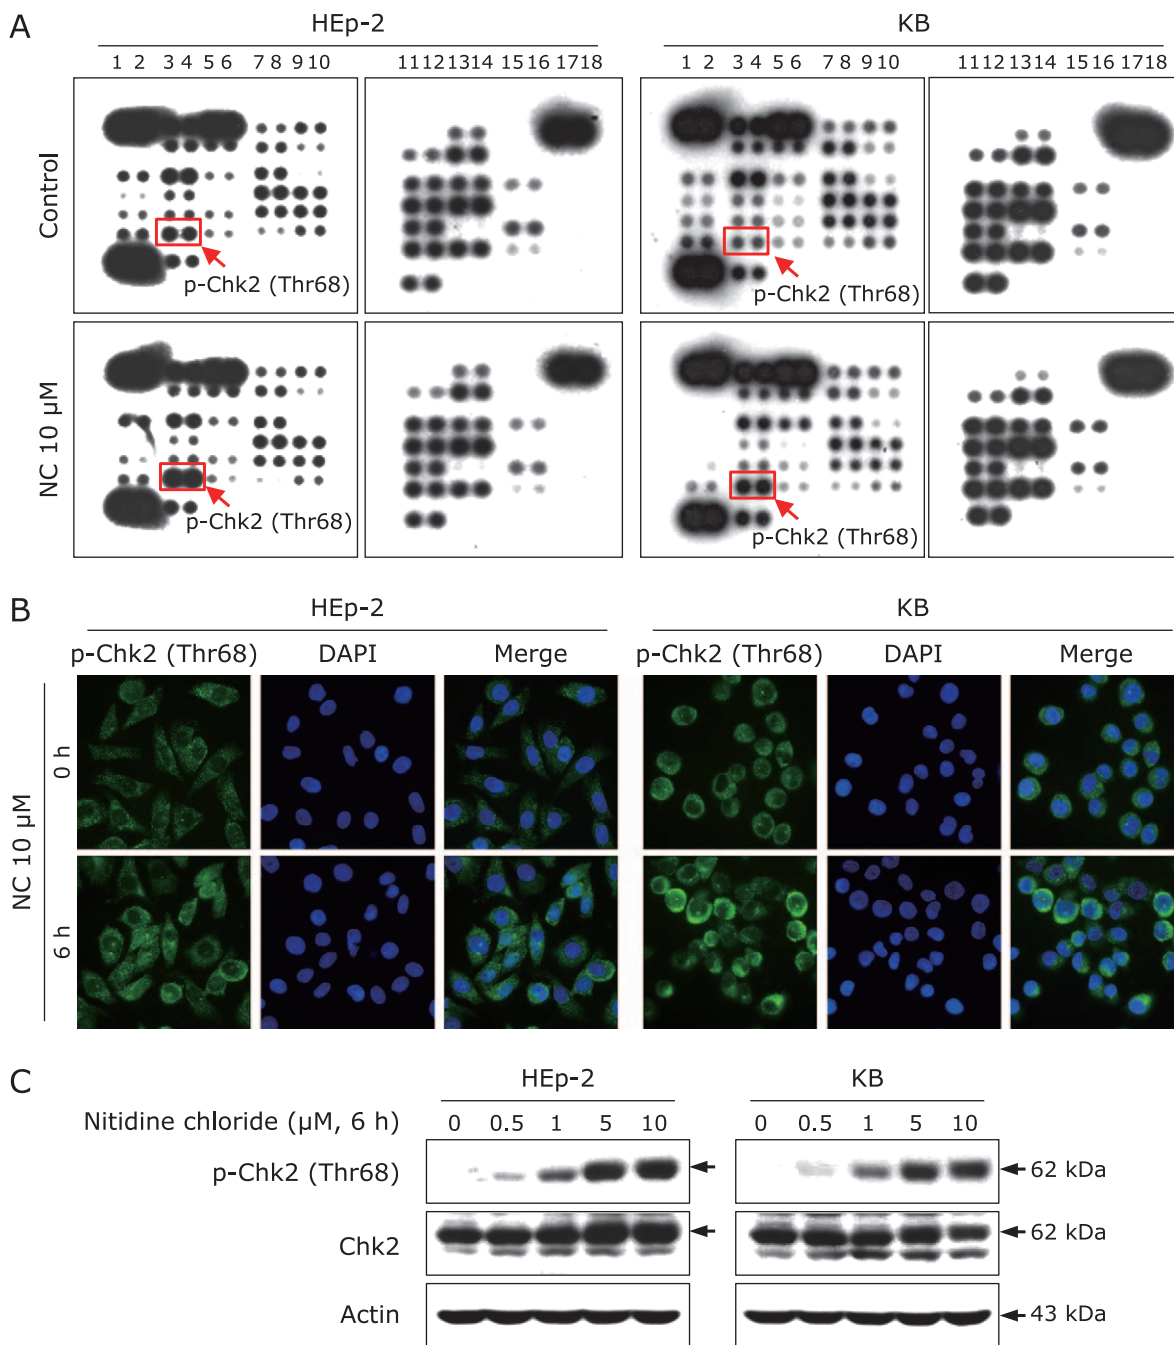 A
HEp-2
KB
1 2 3 4 5 6 7 8 9 10
11 12 13 14 15 16 17 18
1 2 3 4 5 6 7 8 9 10
11 12 13 14 15 16 17 18
Control
p-Chk2 (Thr68)
p-Chk2 (Thr68)
NC 10 µM
p-Chk2 (Thr68)
p-Chk2 (Thr68)
B
HEp-2
KB
p-Chk2 (Thr68) DAPI Merge
p-Chk2 (Thr68) DAPI Merge
NC 10 µM
0 h
6 h
C
HEp-2
KB
Nitidine chloride (µM, 6 h) 0 0.5 1 5 10 0 0.5 1 5 10
p-Chk2 (Thr68) 62 kDa
Chk2 62 kDa
Actin 43 kDa